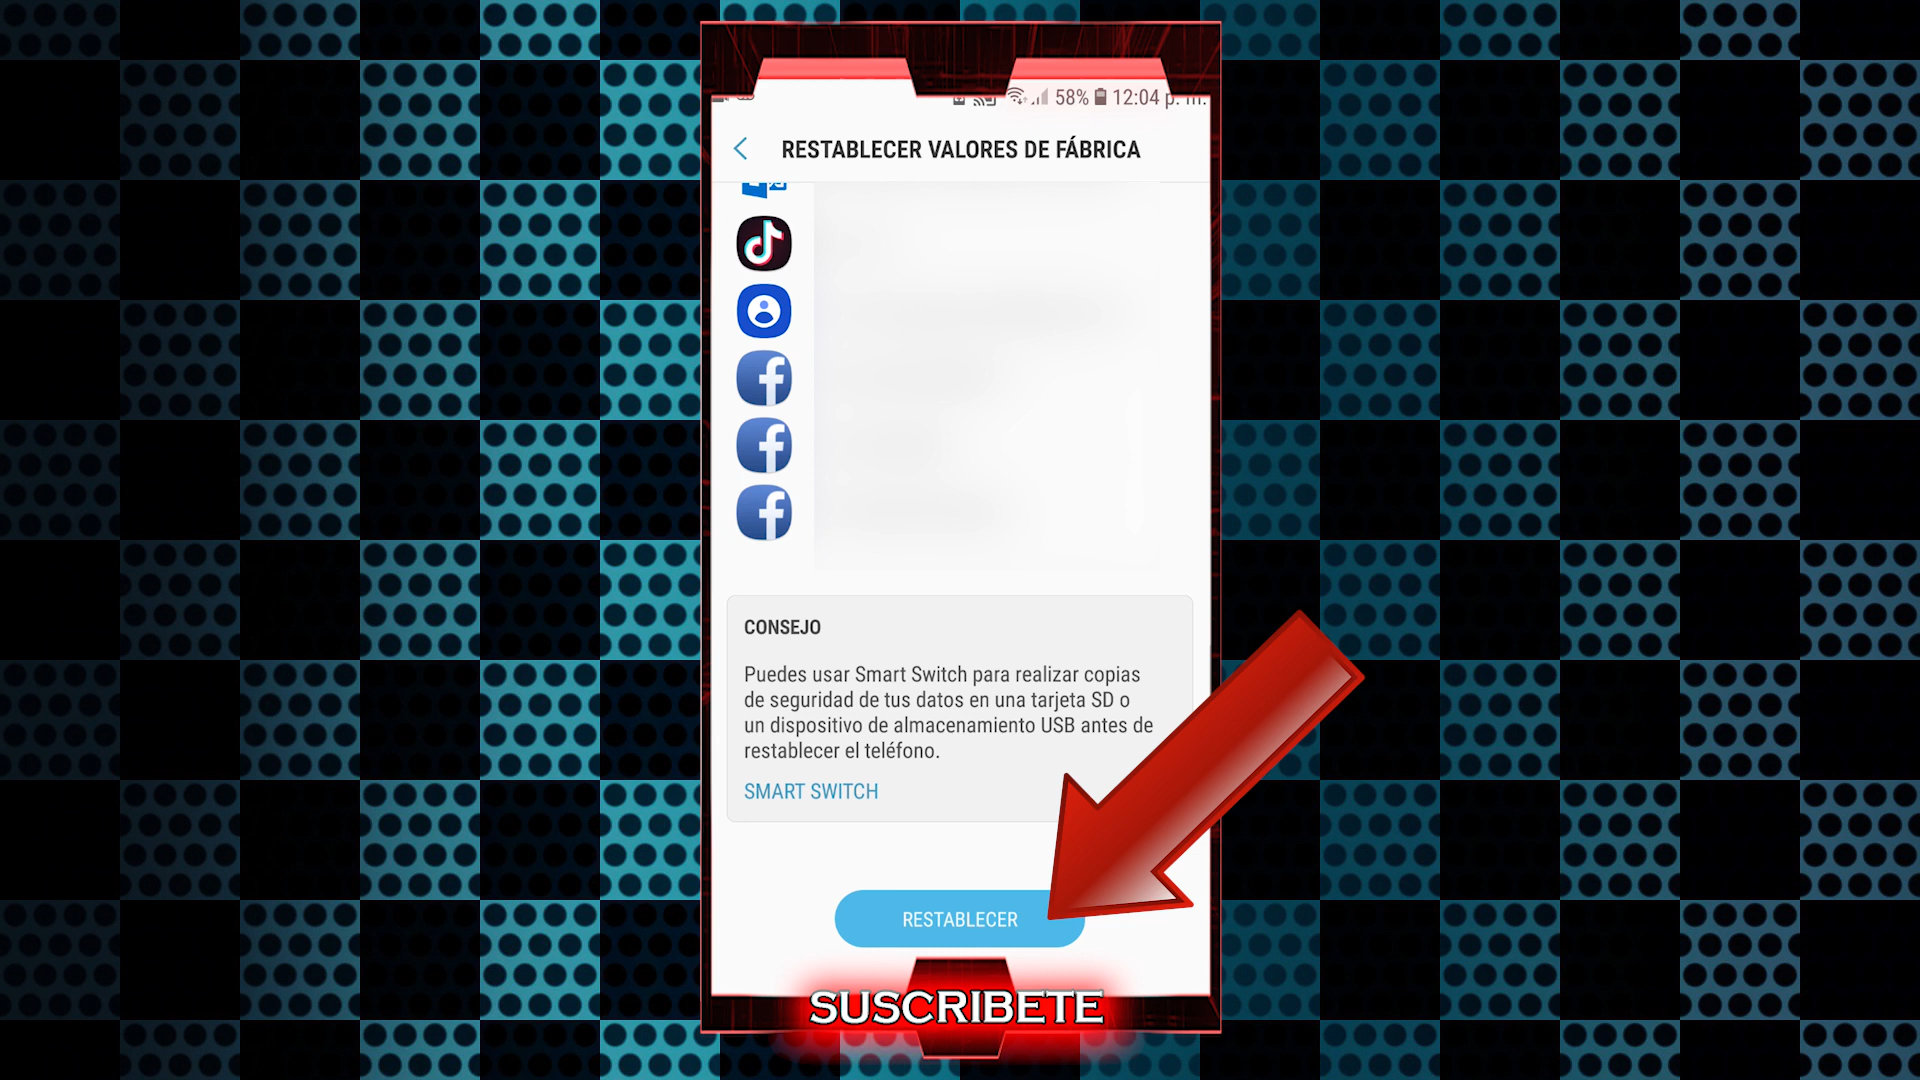 58% 12:04 p. m.
RESTABLECER VALORES DE FÁBRICA
CONSEJO
Puedes usar Smart Switch para realizar copias
de seguridad de tus datos en una tarjeta SD o
un dispositivo de almacenamiento USB antes de
restablecer el teléfono.
SMART SWITCH
RESTABLECER
SUSCRIBETE